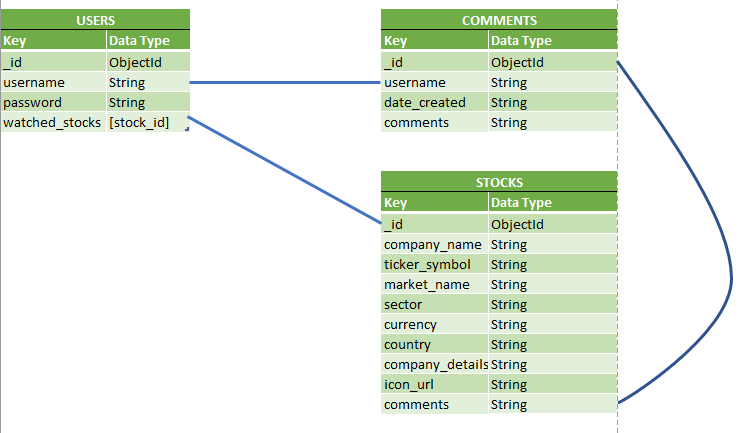 USERS
Key Data Type
_id ObjectId
username String
password String
watched_stocks [stock_id]
COMMENTS
Key Data Type
_id ObjectId
username String
date_created String
comments String
STOCKS
Key Data Type
_id ObjectId
company_name String
ticker_symbol String
market_name String
sector String
currency String
country String
company_details String
icon_url String
comments String